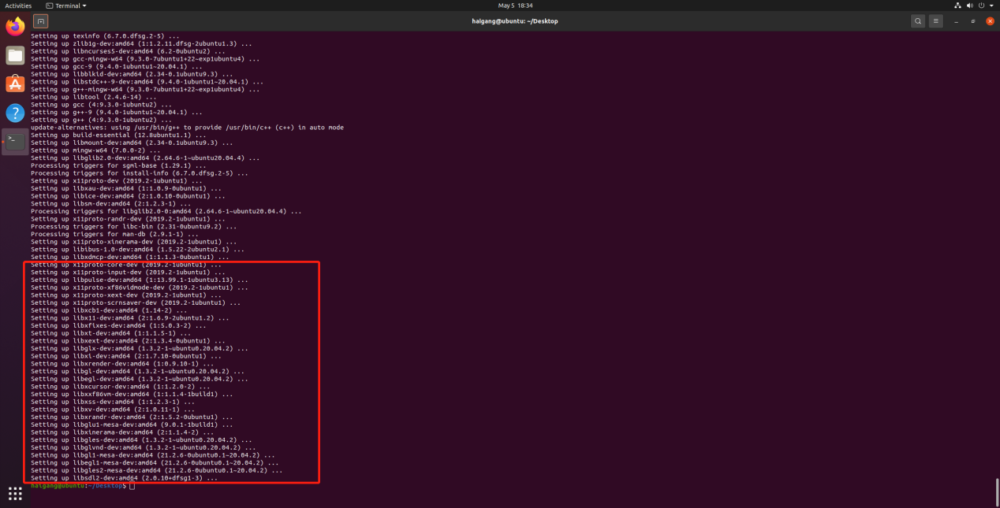 Activities
Terminal
May 5 18:34
haigang@ubuntu: ~/Desktop
Setting up texinfo (6.7.0.dfsg.2-5) ...
Setting up zlib1g-dev:amd64 (1:1.2.11.dfsg-2ubuntu1.3) ...
Setting up libncurses5-dev:amd64 (6.2-0ubuntu2) ...
Setting up gcc-mingw-w64 (9.3.0-7ubuntu1+22~exp1ubuntu4) ...
Setting up gcc-9 (9.4.0-1ubuntu1~20.04.1) ...
Setting up libblkid-dev:amd64 (2.34-0.1ubuntu9.3) ...
Setting up libstdc++-9-dev:amd64 (9.4.0-1ubuntu1~20.04.1) ...
Setting up g++-mingw-w64 (9.3.0-7ubuntu1+22~exp1ubuntu4) ...
Setting up libtool (2.4.6-14) ...
Setting up gcc (4:9.3.0-1ubuntu2) ...
Setting up g++-9 (9.4.0-1ubuntu1~20.04.1) ...
Setting up g++ (4:9.3.0-1ubuntu2) ...
update-alternatives: using /usr/bin/g++ to provide /usr/bin/c++ (c++) in auto mode
Setting up build-essential (12.8ubuntu1.1) ...
Setting up libmount-dev:amd64 (2.34-0.1ubuntu9.3) ...
Setting up mingw-w64 (7.0.0-2) ...
Setting up libglib2.0-dev:amd64 (2.64.6-1~ubuntu20.04.4) ...
Processing triggers for sgml-base (1.29.1) ...
Processing triggers for install-info (6.7.0.dfsg.2-5) ...
Setting up x11proto-dev (2019.2-1ubuntu1) ...
Setting up libxau-dev:amd64 (1:1.0.9-0ubuntu1) ...
Setting up libice-dev:amd64 (2:1.0.10-0ubuntu1) ...
Setting up libsm-dev:amd64 (2:1.2.3-1) ...
Processing triggers for libglib2.0-0:amd64 (2.64.6-1~ubuntu20.04.4) ...
Setting up x11proto-randr-dev (2019.2-1ubuntu1) ...
Processing triggers for libc-bin (2.31-0ubuntu9.2) ...
Processing triggers for man-db (2.9.1-1) ...
Setting up x11proto-xinerama-dev (2019.2-1ubuntu1) ...
Setting up libibus-1.0-dev:amd64 (1.5.22-2ubuntu2.1) ...
Setting up libxdmcp-dev:amd64 (1:1.1.3-0ubuntu1) ...
Setting up x11proto-core-dev (2019.2-1ubuntu1) ...
Setting up x11proto-input-dev (2019.2-1ubuntu1) ...
Setting up libpulse-dev:amd64 (1:13.99.1-1ubuntu3.13) ...
Setting up x11proto-xf86vidmode-dev (2019.2-1ubuntu1) ...
Setting up x11proto-xext-dev (2019.2-1ubuntu1) ...
Setting up x11proto-scrnsaver-dev (2019.2-1ubuntu1) ...
Setting up libxcb1-dev:amd64 (1.14-2) ...
Setting up libx11-dev:amd64 (2:1.6.9-2ubuntu1.2) ...
Setting up libxfixes-dev:amd64 (1:5.0.3-2) ...
Setting up libxt-dev:amd64 (1:1.1.5-1) ...
Setting up libxext-dev:amd64 (2:1.3.4-0ubuntu1) ...
Setting up libglx-dev:amd64 (1.3.2-1~ubuntu0.20.04.2) ...
Setting up libxi-dev:amd64 (2:1.7.10-0ubuntu1) ...
Setting up libxrender-dev:amd64 (1:0.9.10-1) ...
Setting up libgl-dev:amd64 (1.3.2-1~ubuntu0.20.04.2) ...
Setting up libegl-dev:amd64 (1.3.2-1~ubuntu0.20.04.2) ...
Setting up libxcursor-dev:amd64 (1:1.2.0-2) ...
Setting up libxxf86vm-dev:amd64 (1:1.1.4-1build1) ...
Setting up libxss-dev:amd64 (1:1.2.3-1) ...
Setting up libxv-dev:amd64 (2:1.0.11-1) ...
Setting up libxrandr-dev:amd64 (2:1.5.2-0ubuntu1) ...
Setting up libglu1-mesa-dev:amd64 (9.0.1-1build1) ...
Setting up libxinerama-dev:amd64 (2:1.1.4-2) ...
Setting up libgles-dev:amd64 (1.3.2-1~ubuntu0.20.04.2) ...
Setting up libglvnd-dev:amd64 (1.3.2-1~ubuntu0.20.04.2) ...
Setting up libgl1-mesa-dev:amd64 (21.2.6-0ubuntu0.1~20.04.2) ...
Setting up libegl1-mesa-dev:amd64 (21.2.6-0ubuntu0.1~20.04.2) ...
Setting up libgles2-mesa-dev:amd64 (21.2.6-0ubuntu0.1~20.04.2) ...
Setting up libsdl2-dev:amd64 (2.0.10+dfsg1-3) ...
haigang@ubuntu:~/Desktop$